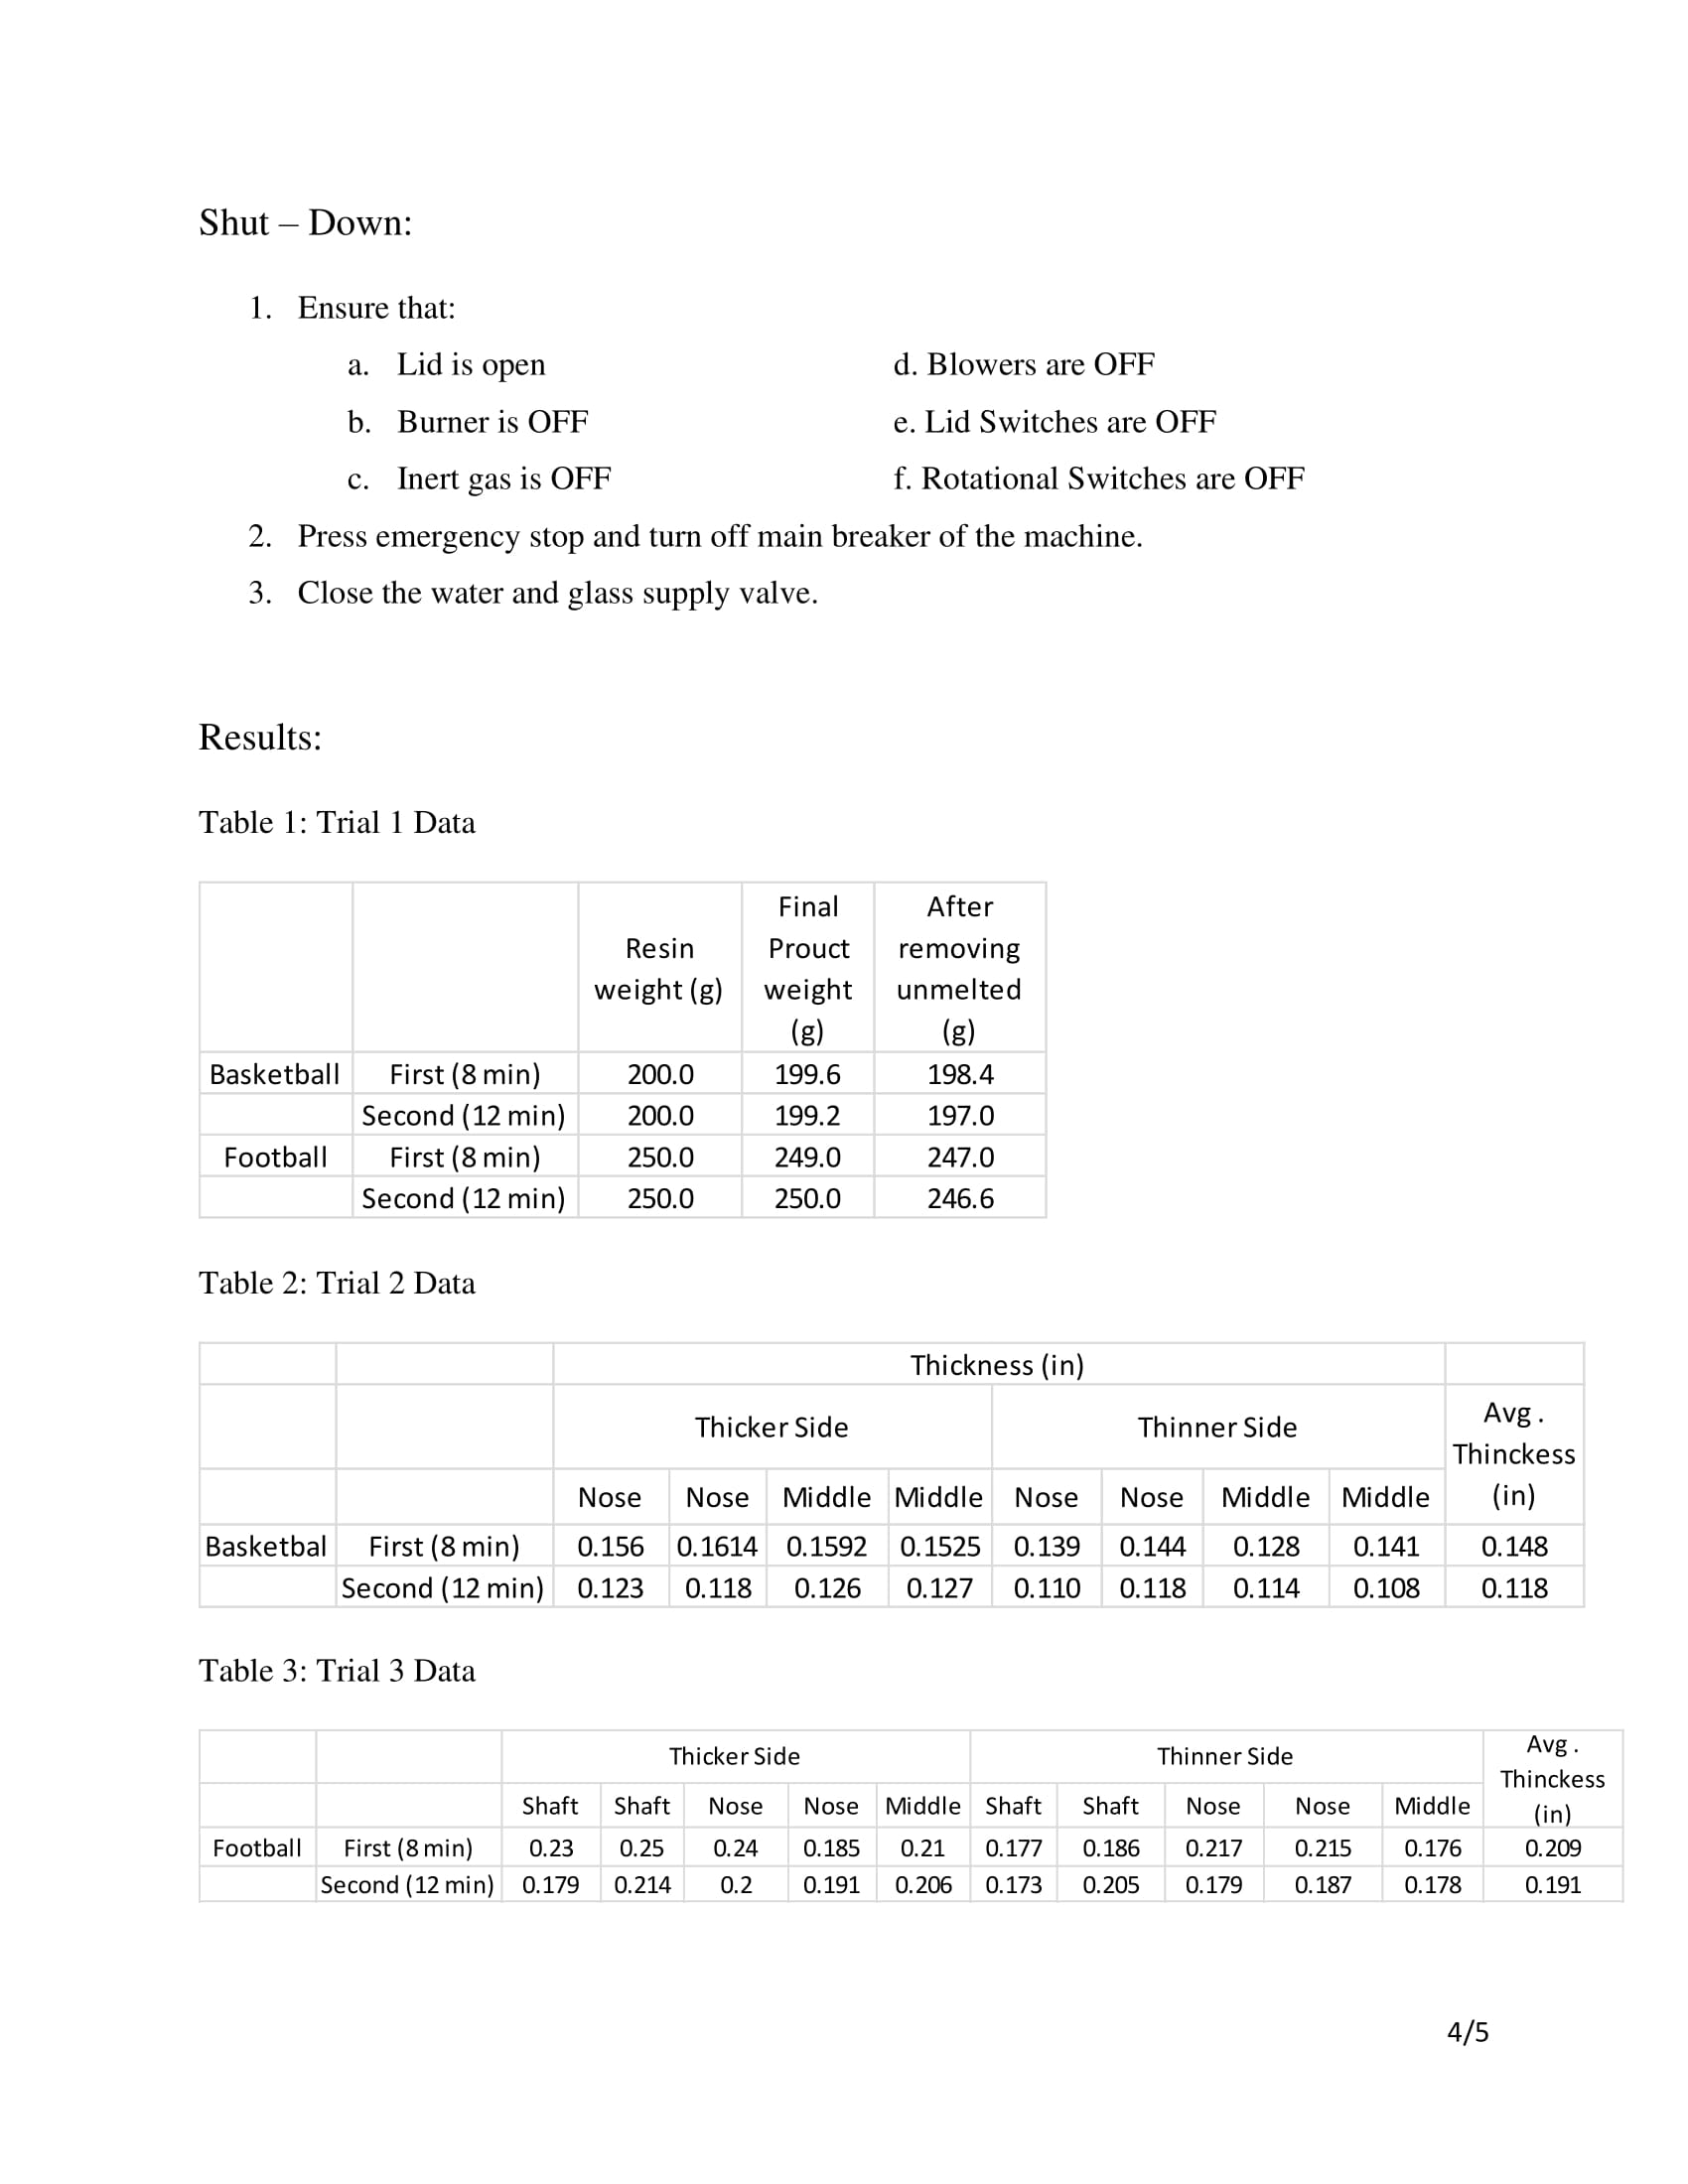 Shut – Down:
1. Ensure that:
a. Lid is open
b. Burner is OFF
c. Inert gas is OFF
d. Blowers are OFF
e. Lid Switches are OFF
f. Rotational Switches are OFF
2. Press emergency stop and turn off main breaker of the machine.
3. Close the water and glass supply valve.
Results:
Table 1: Trial 1 Data
Resin weight (g) Final Prouct weight (g) After removing unmelted (g)
Basketball First (8 min) 200.0 199.6 198.4
Second (12 min) 200.0 199.2 197.0
Football First (8 min) 250.0 249.0 247.0
Second (12 min) 250.0 250.0 246.6
Table 2: Trial 2 Data
Thickness (in)
Thicker Side Thinner Side Avg . Thinckess (in)
Nose Nose Middle Middle Nose Nose Middle Middle
Basketbal First (8 min) 0.156 0.1614 0.1592 0.1525 0.139 0.144 0.128 0.141 0.148
Second (12 min) 0.123 0.118 0.126 0.127 0.110 0.118 0.114 0.108 0.118
Table 3: Trial 3 Data
Thicker Side Thinner Side Avg . Thinckess (in)
Shaft Shaft Nose Nose Middle Shaft Shaft Nose Nose Middle
Football First (8 min) 0.23 0.25 0.24 0.185 0.21 0.177 0.186 0.217 0.215 0.176 0.209
Second (12 min) 0.179 0.214 0.2 0.191 0.206 0.173 0.205 0.179 0.187 0.178 0.191
4/5